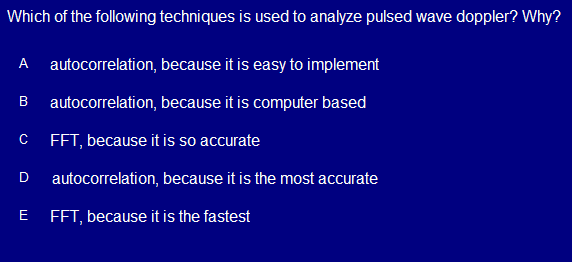 Which of the following techniques is used to analyze pulsed wave doppler? Why?
A autocorrelation, because it is easy to implement
B autocorrelation, because it is computer based
C FFT, because it is so accurate
D autocorrelation, because it is the most accurate
E FFT, because it is the fastest